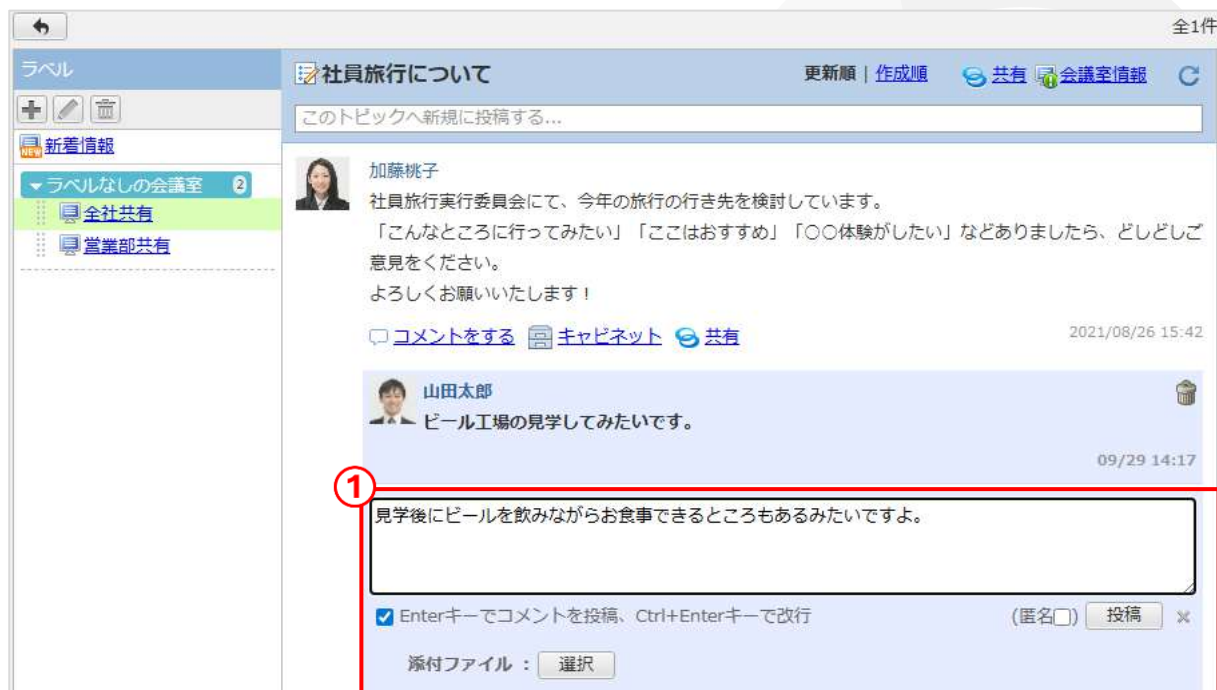 全1件
ラベル
社員旅行について
更新順 | 作成順
共有
会議室情報
このトピックへ新規に投稿する...
NEW
新着情報
ラベルなしの会議室 2
全社共有
営業部共有
加藤桃子
社員旅行実行委員会にて、今年の旅行の行き先を検討しています。
「こんなところに行ってみたい」「ここはおすすめ」「〇〇体験がしたい」などありましたら、どしどしご
意見をください。
よろしくお願いいたします！
コメントをする キャビネット 共有
2021/08/26 15:42
山田太郎
ビール工場の見学してみたいです。
09/29 14:17
1
見学後にビールを飲みながらお食事できるところもあるみたいですよ。
Enterキーでコメントを投稿、Ctrl+Enterキーで改行
(匿名) 投稿
添付ファイル ： 選択